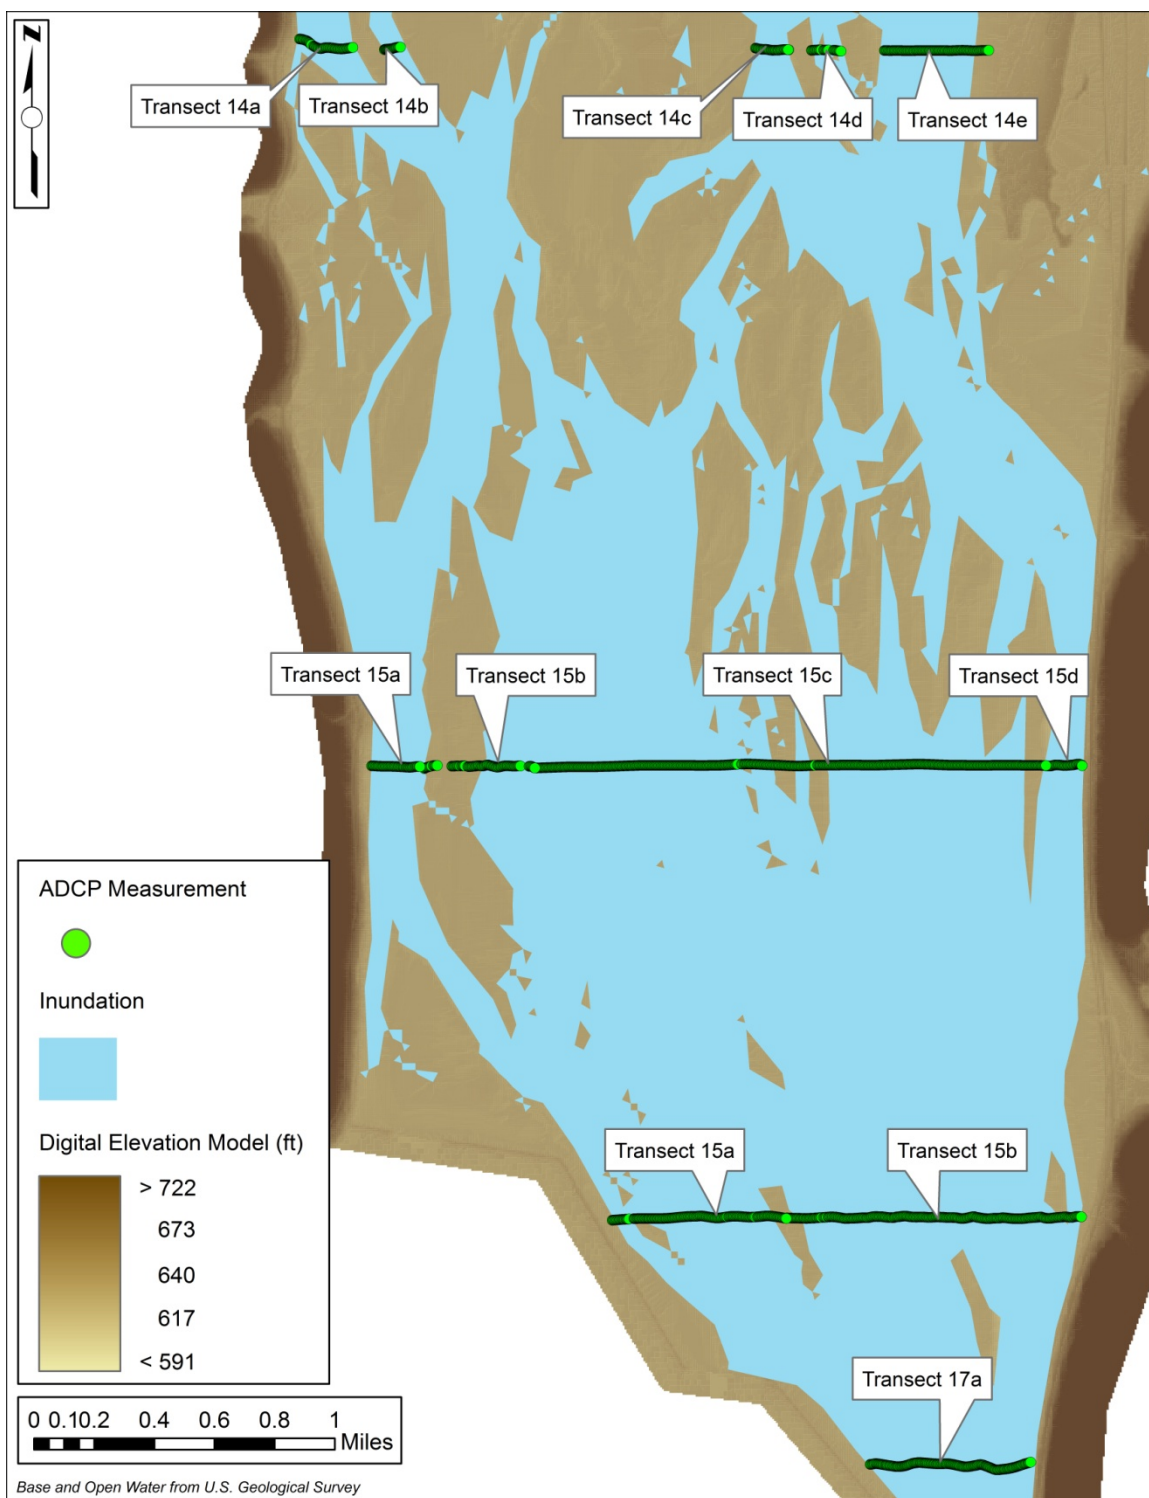 N
Transect 14a
Transect 14b
Transect 14c
Transect 14d
Transect 14e
Transect 15a
Transect 15b
Transect 15c
Transect 15d
ADCP Measurement
Inundation
Digital Elevation Model (ft)
> 722
673
640
617
< 591
Transect 15a
Transect 15b
Transect 17a
0 0.10.2 0.4 0.6 0.8 1
Miles
Base and Open Water from U.S. Geological Survey